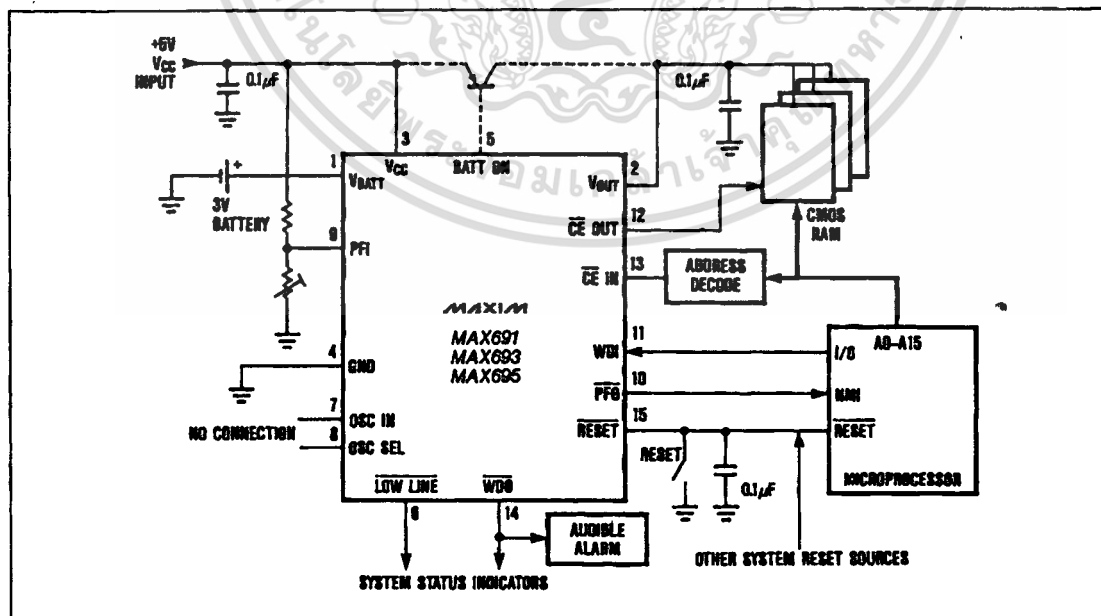 +5V
VCC
INPUT
0.1µF
0.1µF
3
5
1
VCC
BATT ON
2
VBATT
VOUT
3V
BATTERY
12
CE OUT
CMOS
RAM
9
PFI
13
CE IN
ADDRESS
DECODE
MAXIM
MAX691
MAX693
MAX695
A0-A15
11
WDI
I/O
4
GND
10
PFO
NMI
7
OSC IN
15
RESET
RESET
RESET
NO CONNECTION
8
OSC SEL
0.1µF
MICROPROCESSOR
LOW LINE
WDO
6
14
AUDIBLE
ALARM
OTHER SYSTEM RESET SOURCES
SYSTEM STATUS INDICATORS